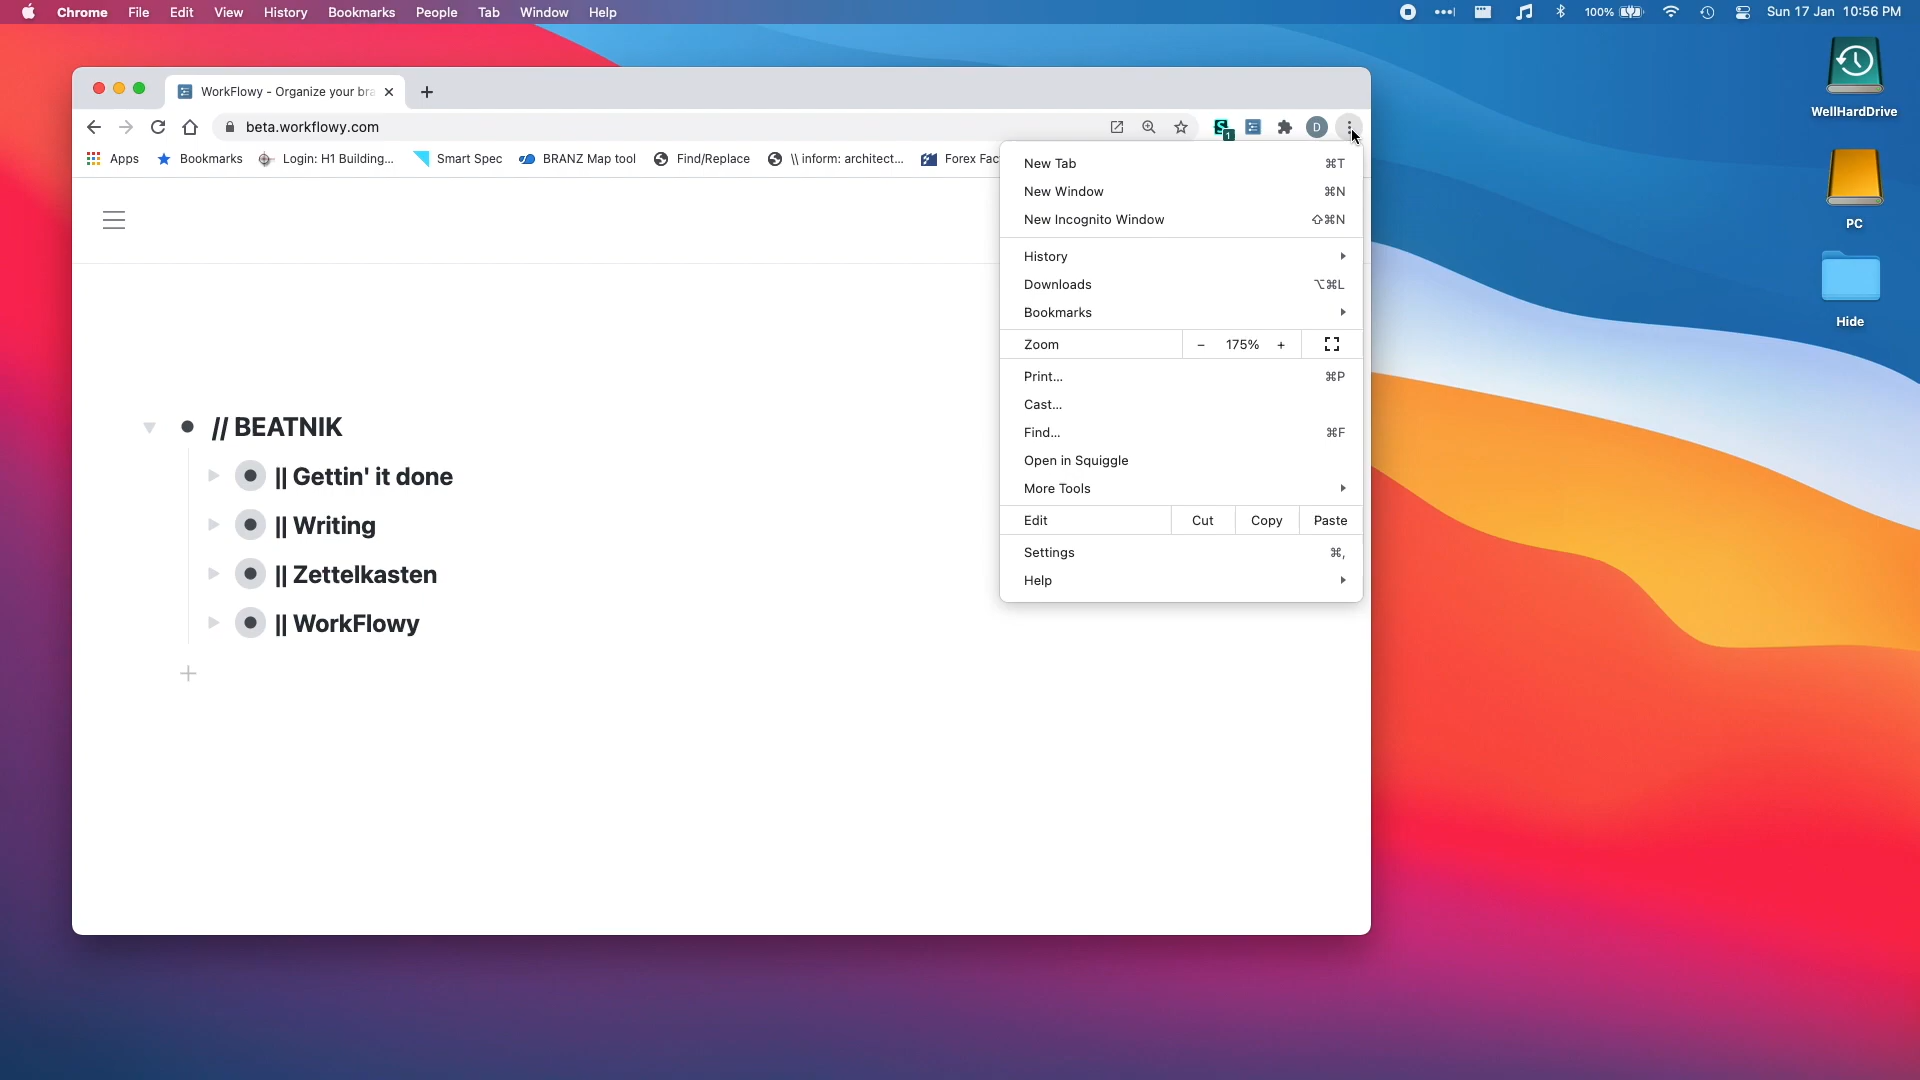 Chrome File Edit View History Bookmarks People Tab Window Help 100% Sun 17 Jan 10:56 PM
WellHardDrive
PC
Hide
WorkFlowy - Organize your bra
beta.workflowy.com
1
D
Apps Bookmarks Login: H1 Building... Smart Spec BRANZ Map tool Find/Replace \\ inform: architect... Forex Fac
New Tab ⌘T
New Window ⌘N
New Incognito Window ⇧⌘N
History
Downloads ⌥⌘L
Bookmarks
Zoom − 175% +
Print... ⌘P
Cast...
Find... ⌘F
Open in Squiggle
More Tools
Edit Cut Copy Paste
Settings ⌘,
Help
// BEATNIK
|| Gettin' it done
|| Writing
|| Zettelkasten
|| WorkFlowy